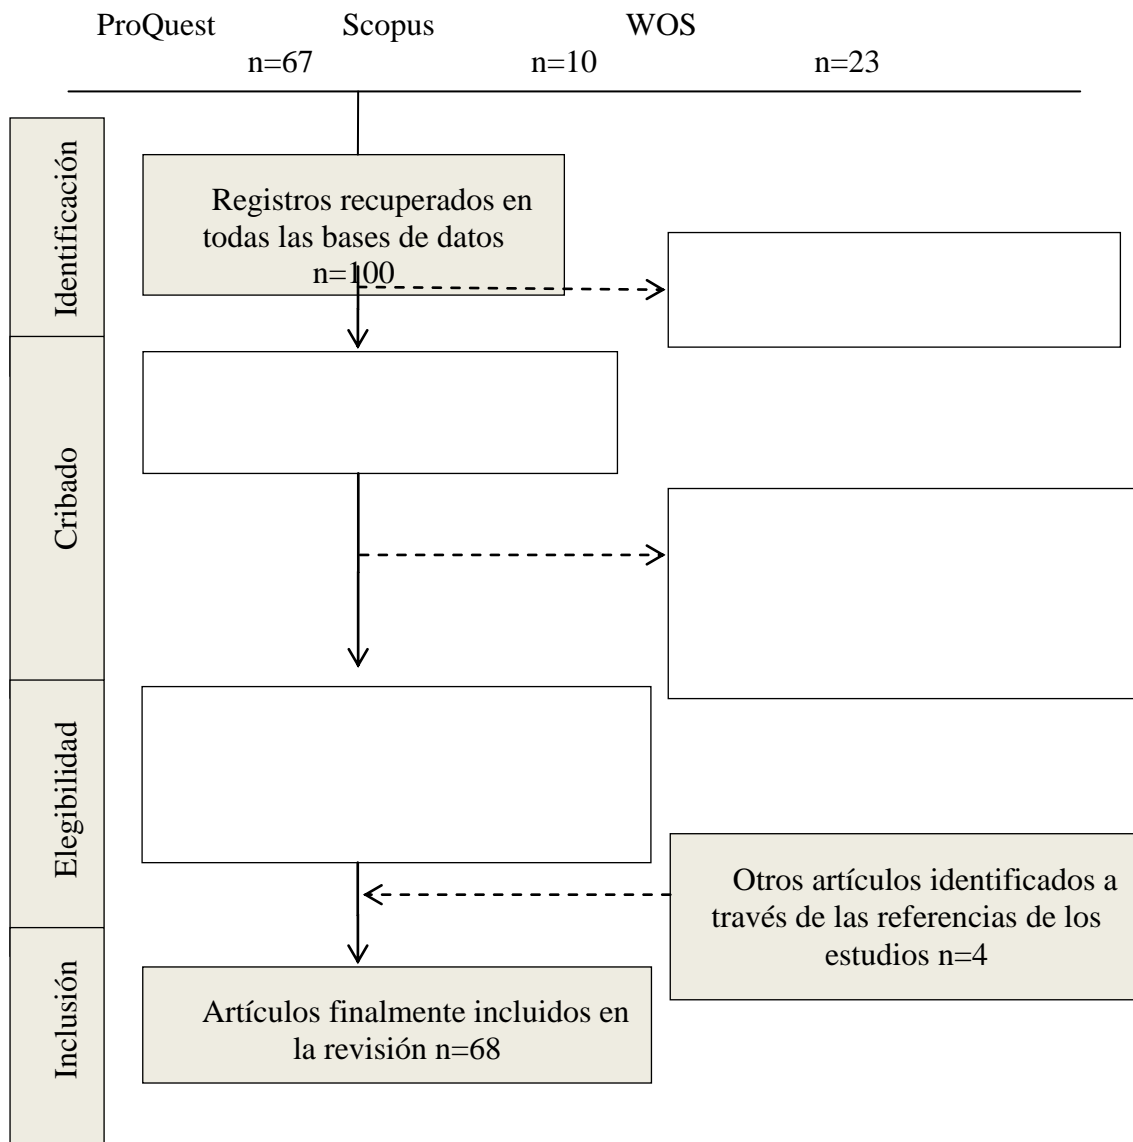 ProQuest Scopus WOS
n=67 n=10 n=23
Identificación
Registros recuperados en
todas las bases de datos
n=100
Cribado
Elegibilidad
Otros artículos identificados a
través de las referencias de los
estudios n=4
Inclusión
Artículos finalmente incluidos en
la revisión n=68